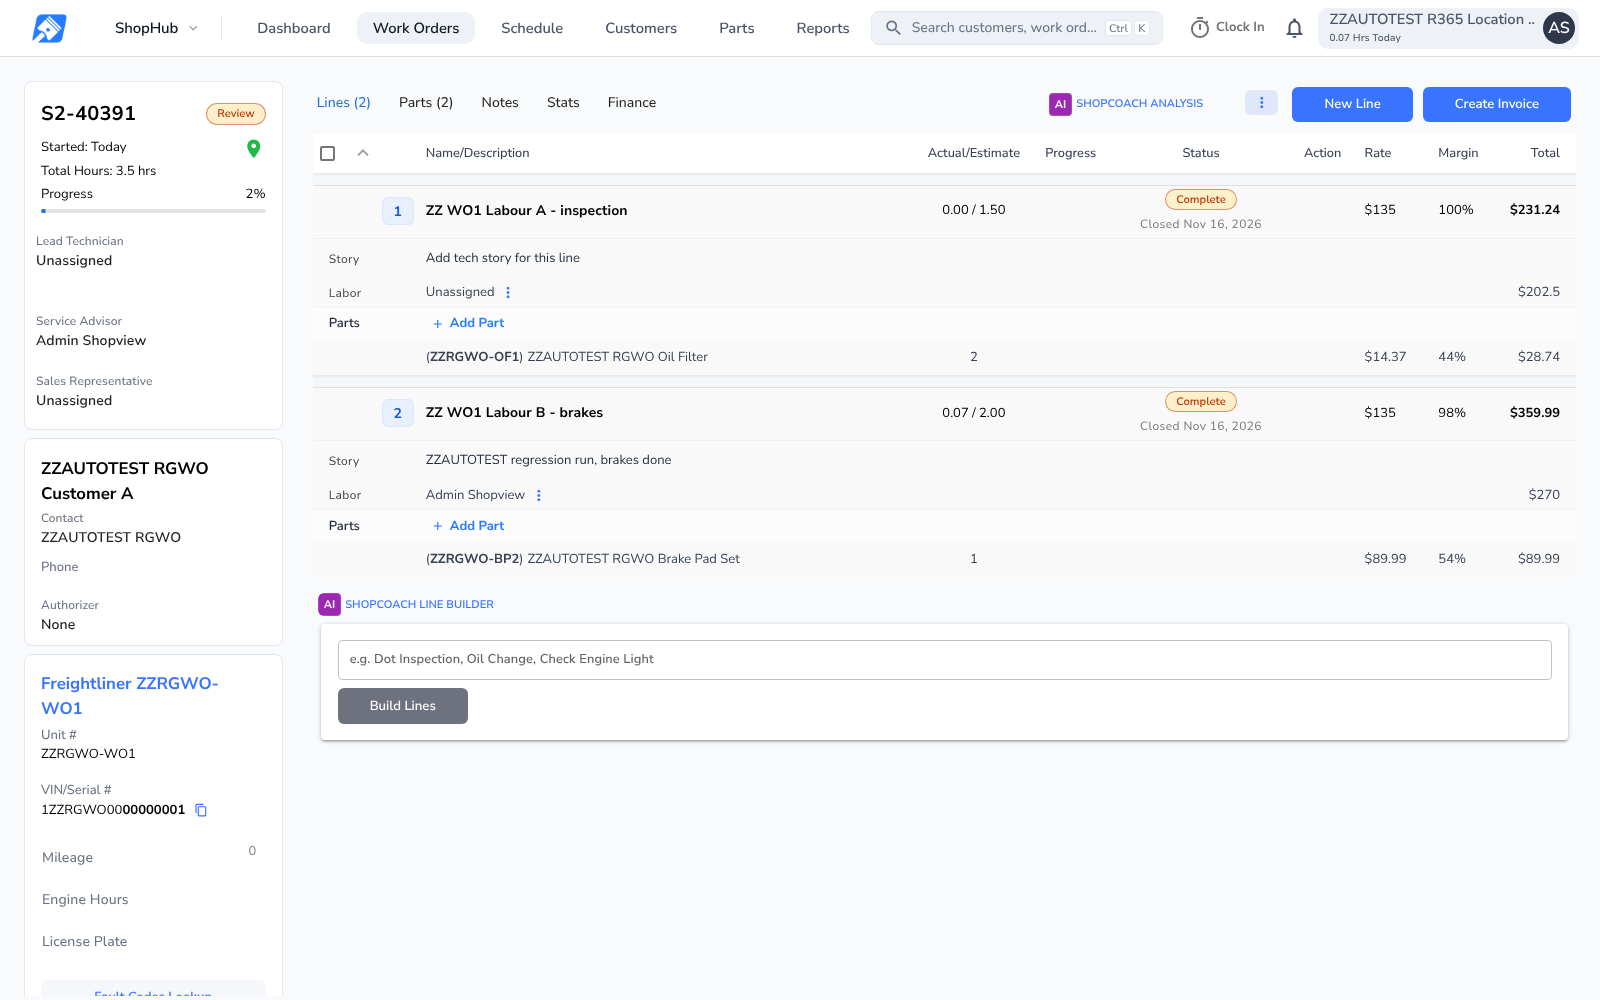 ShopHub
Dashboard
Work Orders
Schedule
Customers
Parts
Reports
Search customers, work ord...
Ctrl K
Clock In
ZZAUTOTEST R365 Location ..
0.07 Hrs Today
AS
S2-40391
Review
Started: Today
Total Hours: 3.5 hrs
Progress 2%
Lead Technician
Unassigned
Service Advisor
Admin Shopview
Sales Representative
Unassigned
ZZAUTOTEST RGWO
Customer A
Contact
ZZAUTOTEST RGWO
Phone
Authorizer
None
Freightliner ZZRGWO-
WO1
Unit #
ZZRGWO-WO1
VIN/Serial #
1ZZRGWO0000000001
Mileage 0
Engine Hours
License Plate
Fault Codes Lookup
Lines (2)
Parts (2)
Notes
Stats
Finance
AI SHOPCOACH ANALYSIS
New Line
Create Invoice
Name/Description Actual/Estimate Progress Status Action Rate Margin Total
1 ZZ WO1 Labour A - inspection 0.00 / 1.50 Complete $135 100% $231.24
Closed Nov 16, 2026
Story Add tech story for this line
Labor Unassigned $202.5
Parts + Add Part
(ZZRGWO-OF1) ZZAUTOTEST RGWO Oil Filter 2 $14.37 44% $28.74
2 ZZ WO1 Labour B - brakes 0.07 / 2.00 Complete $135 98% $359.99
Closed Nov 16, 2026
Story ZZAUTOTEST regression run, brakes done
Labor Admin Shopview $270
Parts + Add Part
(ZZRGWO-BP2) ZZAUTOTEST RGWO Brake Pad Set 1 $89.99 54% $89.99
AI SHOPCOACH LINE BUILDER
e.g. Dot Inspection, Oil Change, Check Engine Light
Build Lines